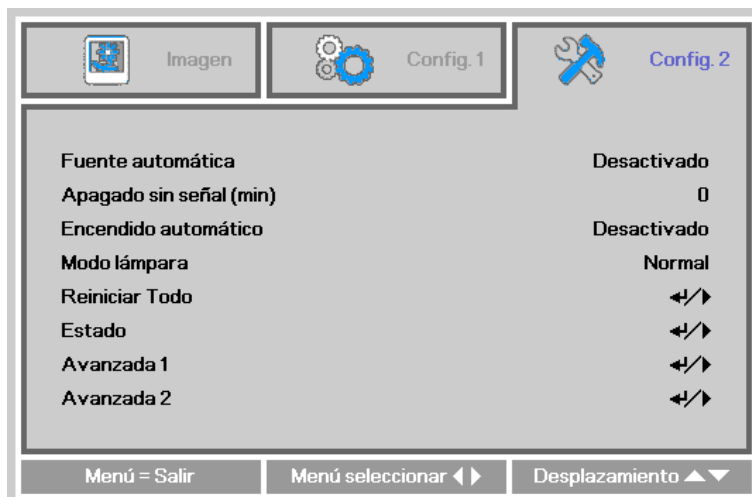 Imagen Config. 1 Config. 2
Fuente automática Desactivado
Apagado sin señal (min) 0
Encendido automático Desactivado
Modo lámpara Normal
Reiniciar Todo
Estado
Avanzada 1
Avanzada 2
Menú = Salir Menú seleccionar Desplazamiento